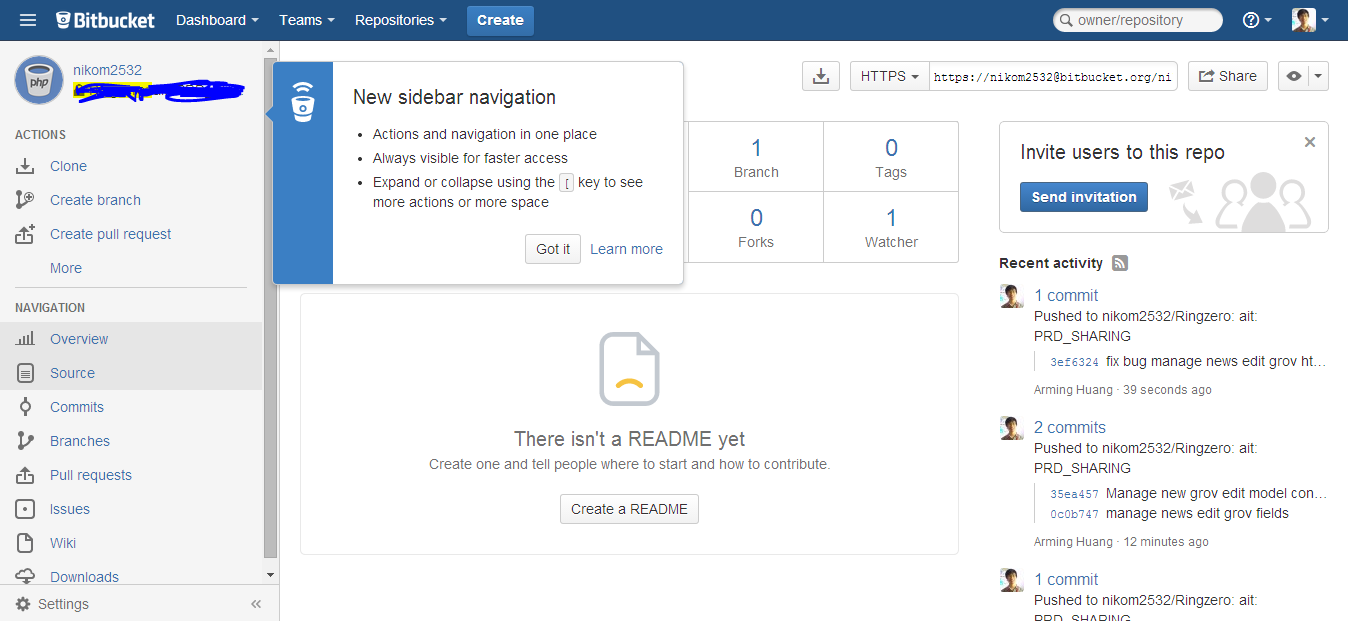 Bitbucket
Dashboard
Teams
Repositories
Create
owner/repository
php
nikom2532
ACTIONS
Clone
Create branch
Create pull request
More
NAVIGATION
Overview
Source
Commits
Branches
Pull requests
Issues
Wiki
Downloads
Settings
New sidebar navigation
Actions and navigation in one place
Always visible for faster access
Expand or collapse using the [ key to see
more actions or more space
Got it
Learn more
HTTPS
https://nikom2532@bitbucket.org/ni
Share
1
Branch
0
Tags
0
Forks
1
Watcher
There isn't a README yet
Create one and tell people where to start and how to contribute.
Create a README
Invite users to this repo
Send invitation
Recent activity
1 commit
Pushed to nikom2532/Ringzero: ait:
PRD_SHARING
3ef6324 fix bug manage news edit grov ht...
Arming Huang · 39 seconds ago
2 commits
Pushed to nikom2532/Ringzero: ait:
PRD_SHARING
35ea457 Manage new grov edit model con...
0c0b747 manage news edit grov fields
Arming Huang · 12 minutes ago
1 commit
Pushed to nikom2532/Ringzero: ait:
PRD_SHARING